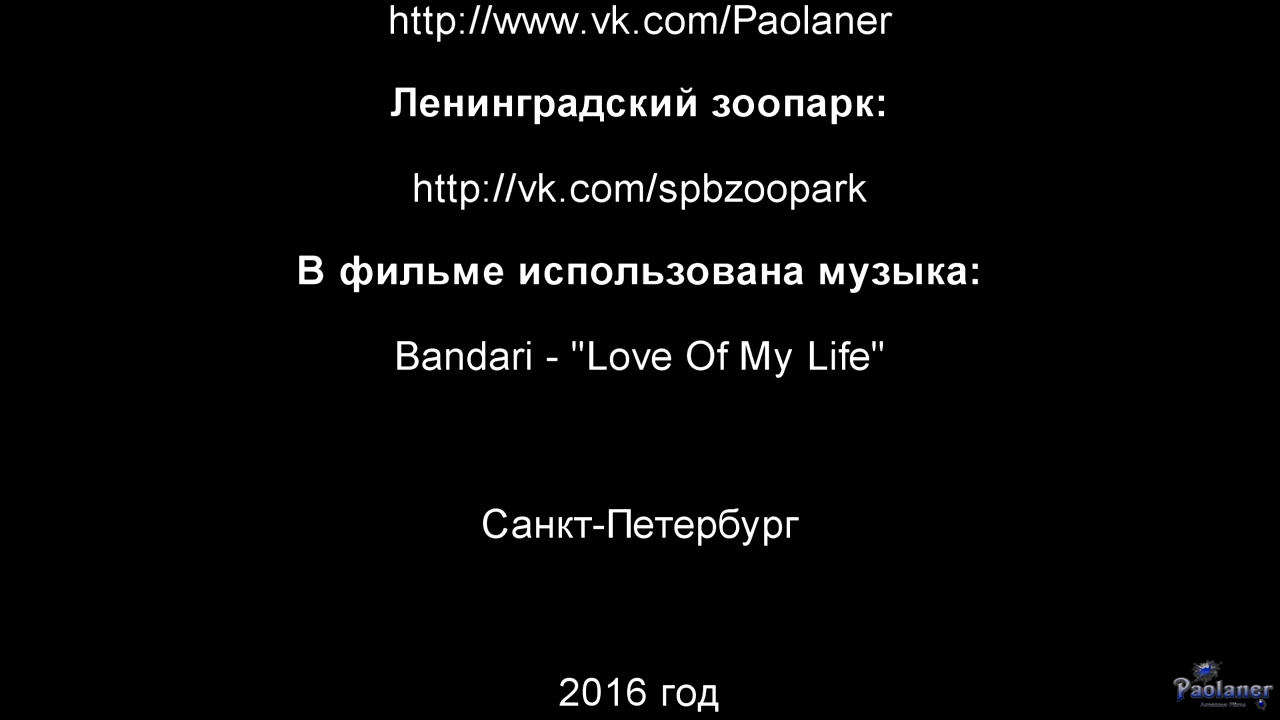 http://www.vk.com/Paolaner
Ленинградский зоопарк:
http://vk.com/spbzoopark
В фильме использована музыка:
Bandari - "Love Of My Life"
Санкт-Петербург
2016 год
Paolaner